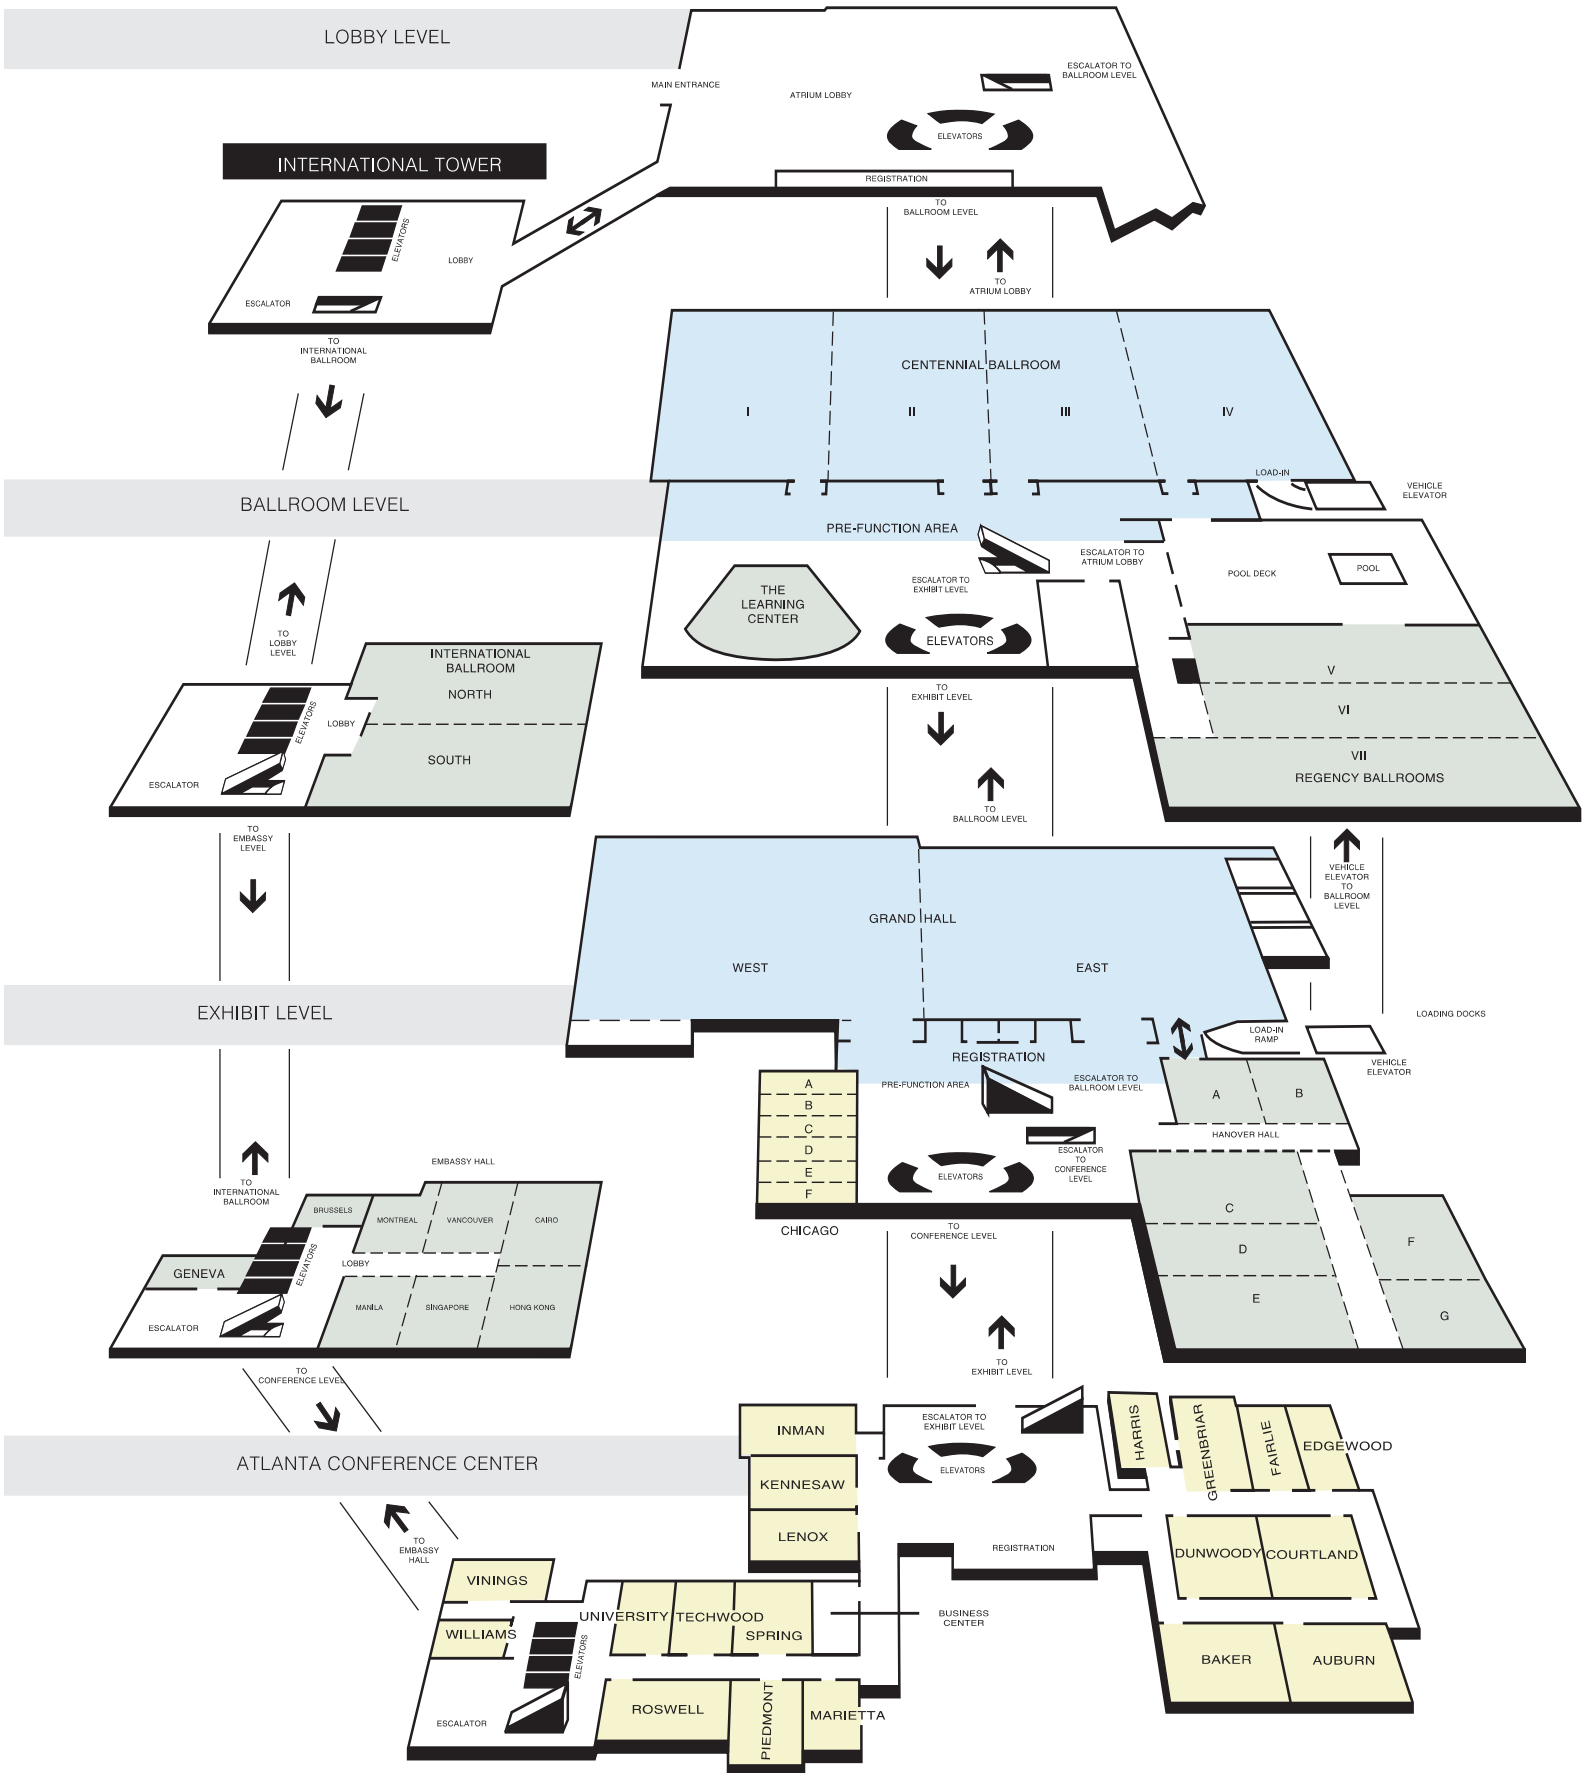 LOBBY LEVEL
MAIN ENTRANCE
ATRIUM LOBBY
ESCALATOR TO
BALLROOM LEVEL
ELEVATORS
REGISTRATION
INTERNATIONAL TOWER
ELEVATORS
LOBBY
ESCALATOR
TO
BALLROOM LEVEL
TO
ATRIUM LOBBY
TO
INTERNATIONAL
BALLROOM
CENTENNIAL BALLROOM
I
II
III
IV
BALLROOM LEVEL
LOAD-IN
VEHICLE
ELEVATOR
PRE-FUNCTION AREA
ESCALATOR TO
ATRIUM LOBBY
ESCALATOR TO
EXHIBIT LEVEL
THE
LEARNING
CENTER
ELEVATORS
POOL DECK
POOL
V
VI
VII
REGENCY BALLROOMS
TO
LOBBY
LEVEL
INTERNATIONAL
BALLROOM
NORTH
SOUTH
ELEVATORS
LOBBY
ESCALATOR
TO
EXHIBIT LEVEL
TO
BALLROOM LEVEL
TO
EMBASSY
LEVEL
VEHICLE
ELEVATOR
TO
BALLROOM
LEVEL
GRAND HALL
WEST
EAST
EXHIBIT LEVEL
LOADING DOCKS
LOAD-IN
RAMP
VEHICLE
ELEVATOR
REGISTRATION
PRE-FUNCTION AREA
ESCALATOR TO
BALLROOM LEVEL
A
B
C
D
E
F
CHICAGO
ELEVATORS
ESCALATOR
TO
CONFERENCE
LEVEL
A
B
HANOVER HALL
C
D
E
F
G
TO
INTERNATIONAL
BALLROOM
EMBASSY HALL
BRUSSELS
MONTREAL
VANCOUVER
CAIRO
GENEVA
ELEVATORS
LOBBY
MANILA
SINGAPORE
HONG KONG
ESCALATOR
TO
CONFERENCE LEVEL
TO
CONFERENCE LEVEL
TO
EXHIBIT LEVEL
ATLANTA CONFERENCE CENTER
INMAN
KENNESAW
LENOX
ESCALATOR TO
EXHIBIT LEVEL
ELEVATORS
HARRIS
GREENBRIAR
FAIRLIE
EDGEWOOD
REGISTRATION
DUNWOODY
COURTLAND
BAKER
AUBURN
TO
EMBASSY
HALL
VININGS
WILLIAMS
ELEVATORS
ESCALATOR
UNIVERSITY
TECHWOOD
SPRING
BUSINESS
CENTER
ROSWELL
PIEDMONT
MARIETTA